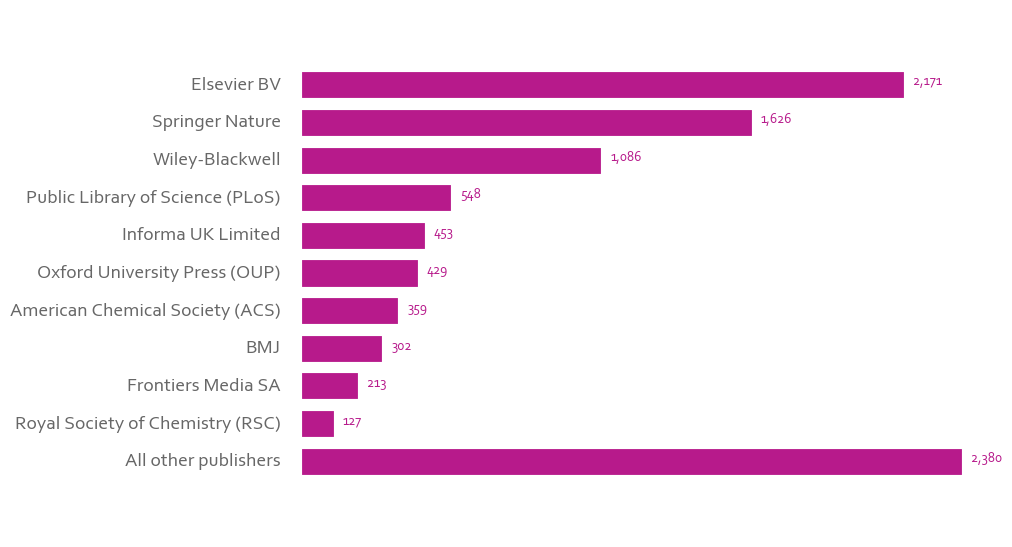 Elsevier BV 2,171
Springer Nature 1,626
Wiley-Blackwell 1,086
Public Library of Science (PLoS) 548
Informa UK Limited 453
Oxford University Press (OUP) 429
American Chemical Society (ACS) 359
BMJ 302
Frontiers Media SA 213
Royal Society of Chemistry (RSC) 127
All other publishers 2,380